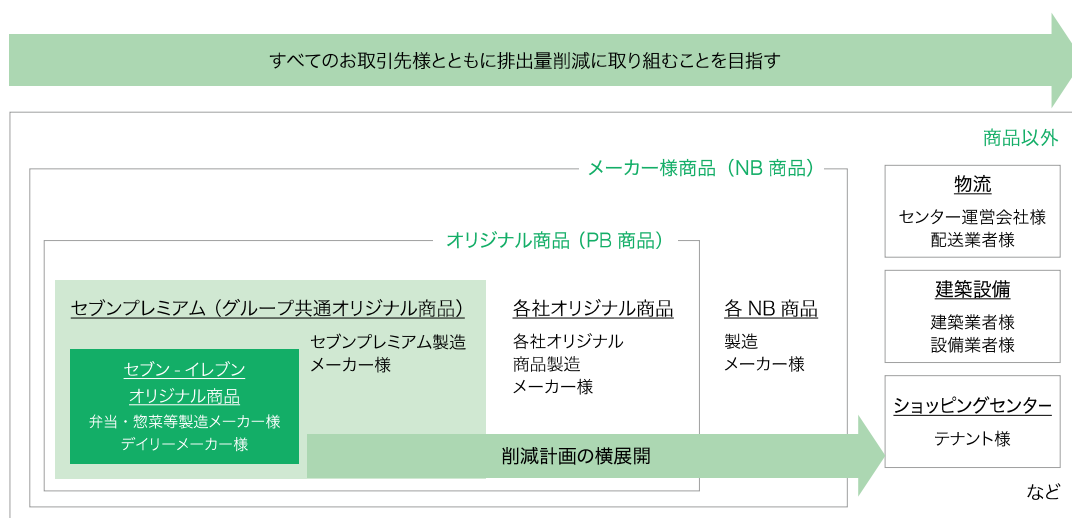 すべてのお取引先様とともに排出量削減に取り組むことを目指す
商品以外
メーカー様商品（NB 商品）
オリジナル商品（PB 商品）
セブンプレミアム（グループ共通オリジナル商品）
セブンプレミアム製造
メーカー様
セブン‐イレブン
オリジナル商品
弁当・惣菜等製造メーカー様
デイリーメーカー様
各社オリジナル商品
各社オリジナル
商品製造
メーカー様
各 NB 商品
製造
メーカー様
削減計画の横展開
物流
センター運営会社様
配送業者様
建築設備
建築業者様
設備業者様
ショッピングセンター
テナント様
など